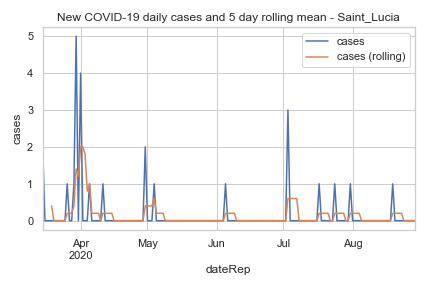 New COVID-19 daily cases and 5 day rolling mean - Saint_Lucia
cases
cases (rolling)
5
4
3
2
1
0
cases
Apr May Jun Jul Aug
2020
dateRep